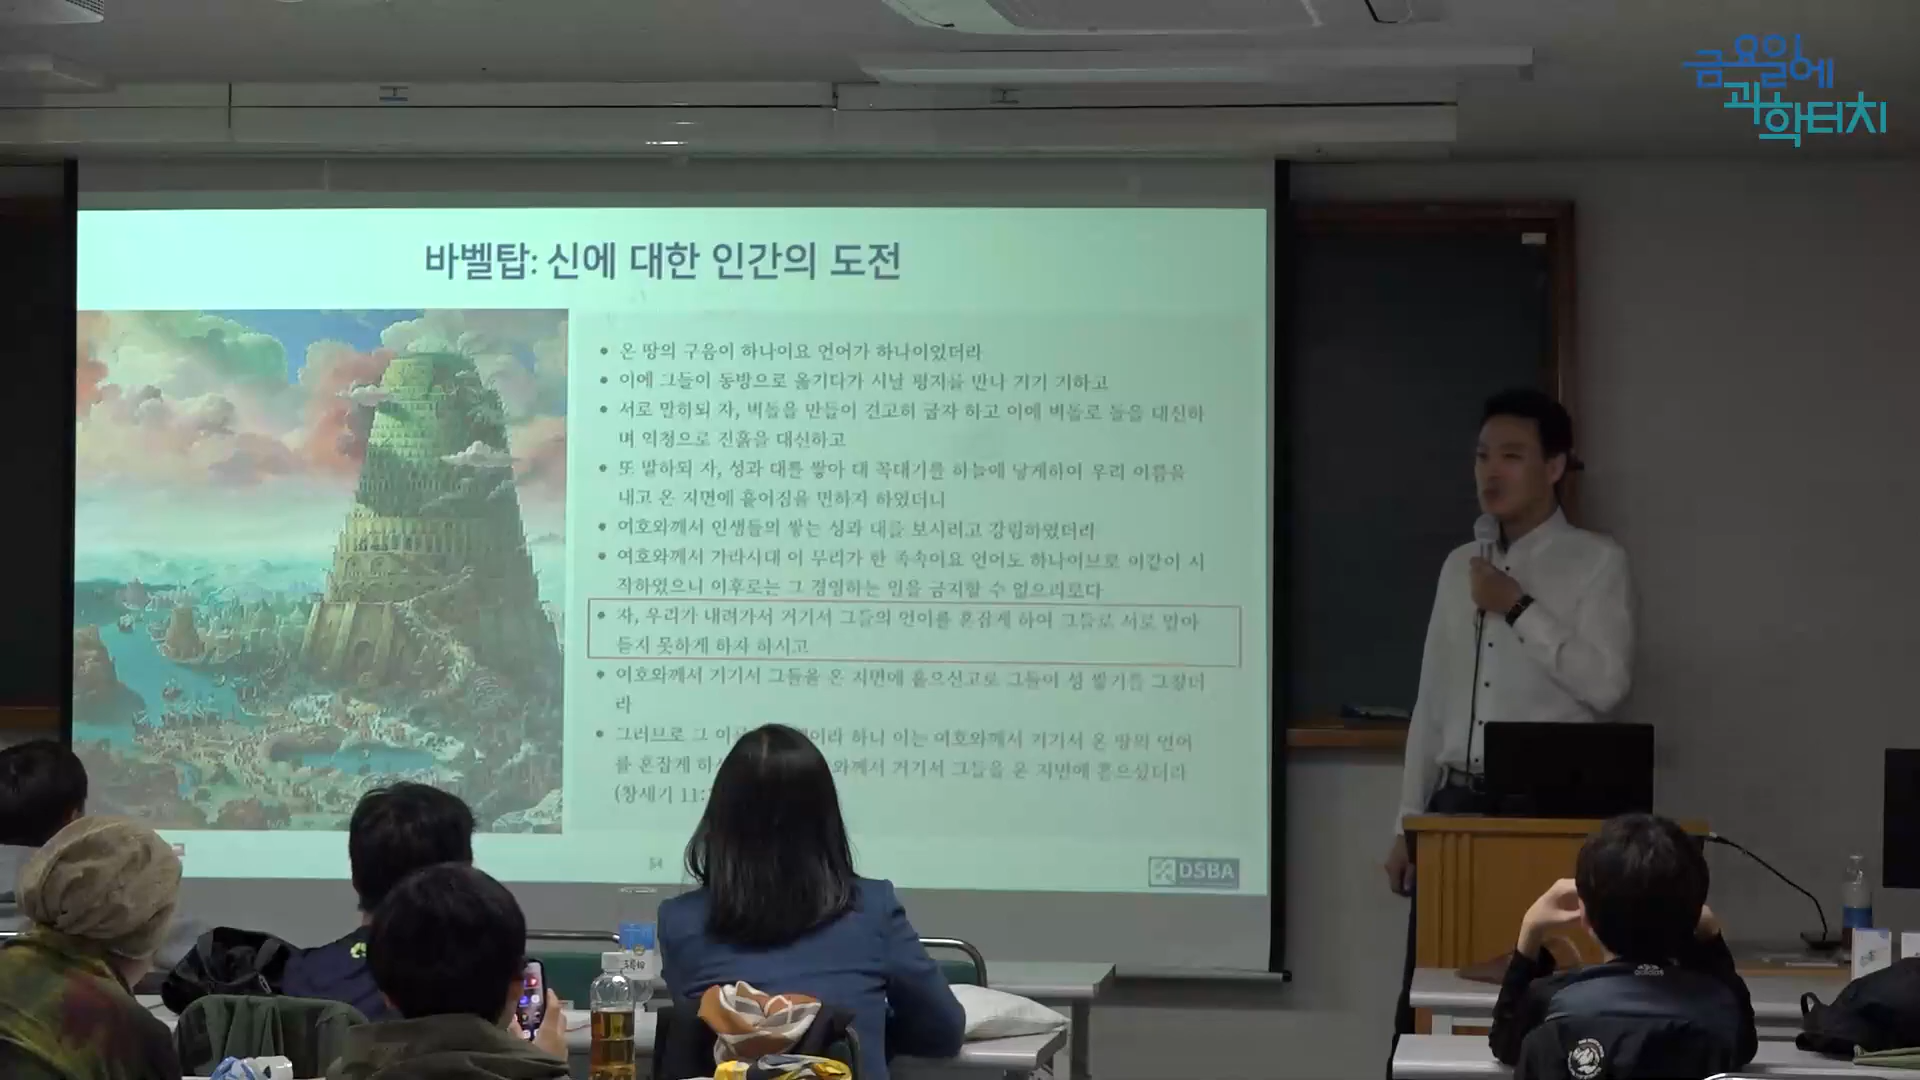 금요일에
과학터치
바벨탑: 신에 대한 인간의 도전
온 땅의 구음이 하나이요 언어가 하나이었더라
이에 그들이 동방으로 옮기다가 시날 평지를 만나 거기 거하고
서로 말하되 자, 벽돌을 만들어 견고히 굽자 하고 이에 벽돌로 돌을 대신하
며 역청으로 진흙을 대신하고
또 말하되 자, 성과 대를 쌓아 대 꼭대기를 하늘에 닿게하여 우리 이름을
내고 온 지면에 흩어짐을 면하자 하였더니
여호와께서 인생들의 쌓는 성과 대를 보시려고 강림하셨더라
여호와께서 가라사대 이 무리가 한 족속이요 언어도 하나이므로 이같이 시
작하였으니 이후로는 그 경영하는 일을 금지할 수 없으리로다
자, 우리가 내려가서 거기서 그들의 언어를 혼잡케 하여 그들로 서로 알아
듣지 못하게 하자 하시고
여호와께서 거기서 그들을 온 지면에 흩으신고로 그들이 성 쌓기를 그쳤더
라
그러므로 그 하니 이는 여호와께서 거기서 온 땅의 언어
를 혼잡케 거기서 그들을 온 지면에 흩으셨더라
(창세기 11:
DSBA